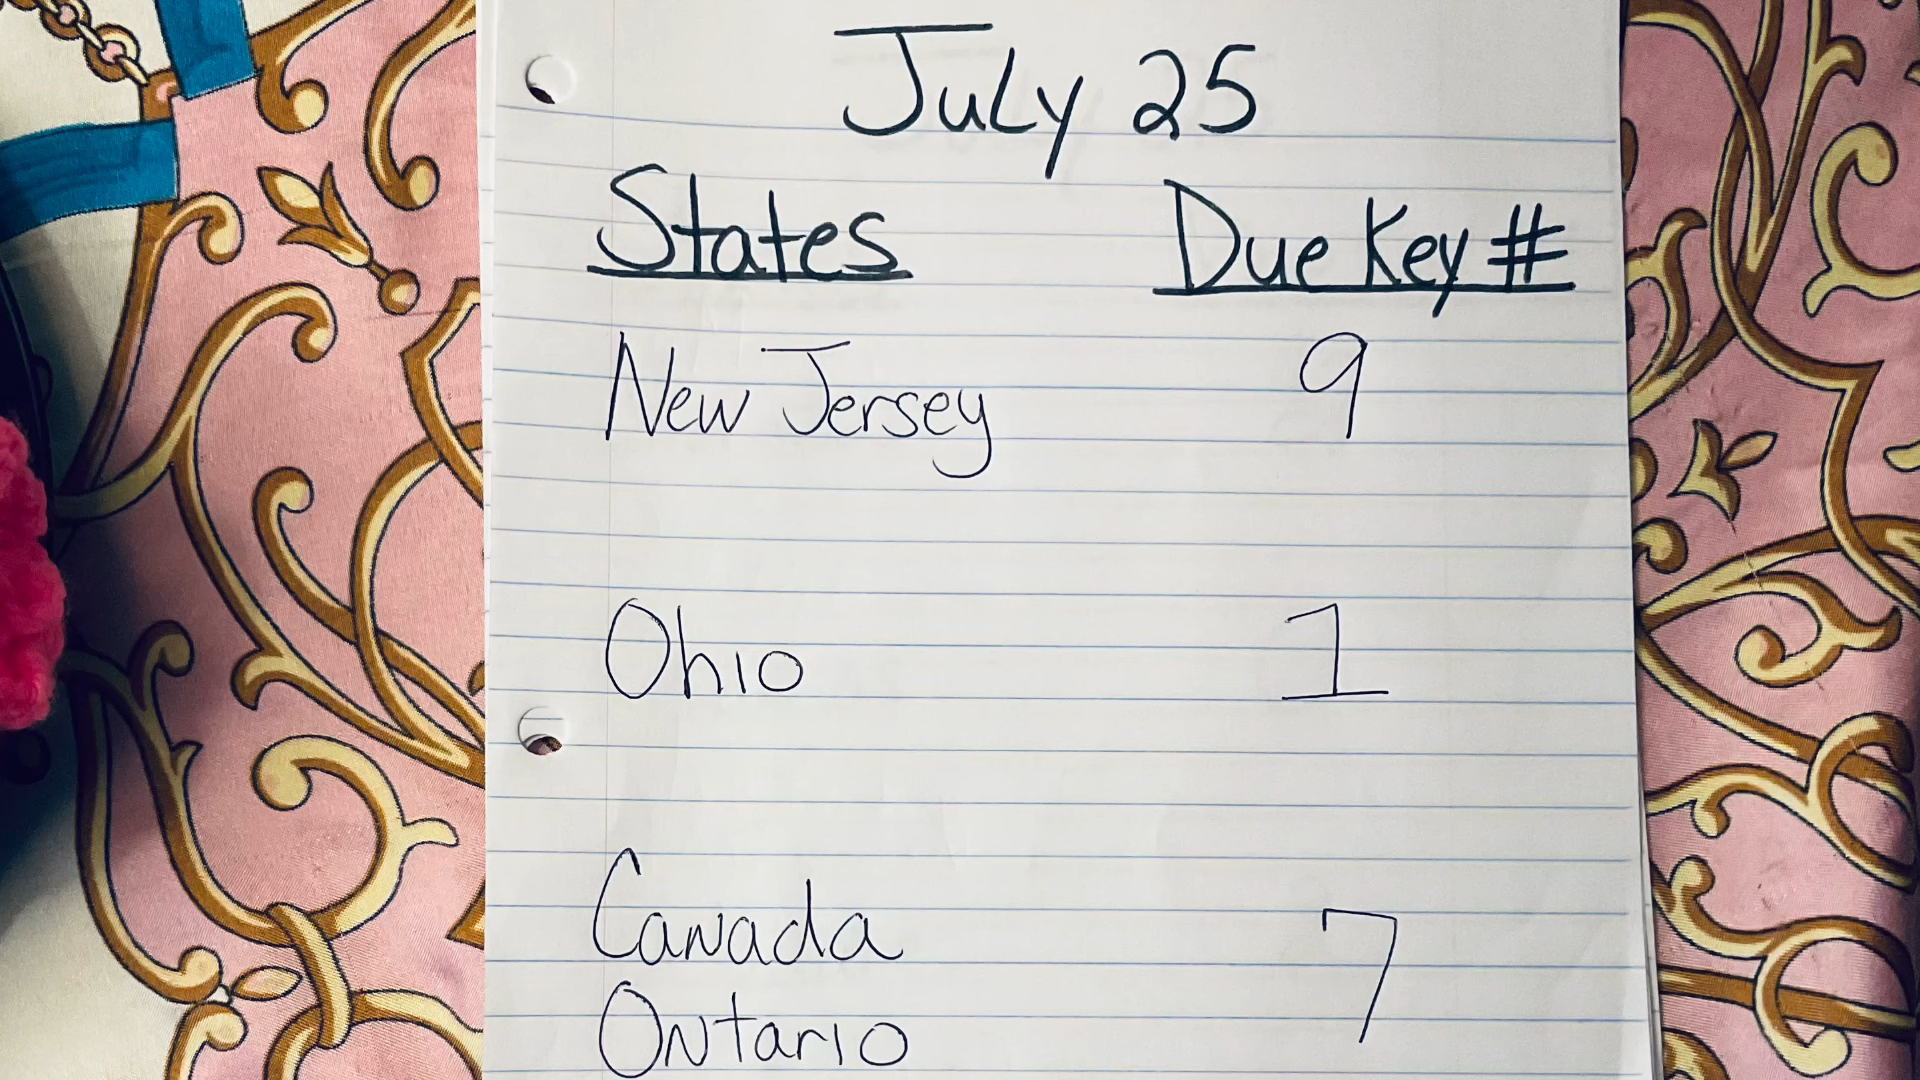 July 25
States Due Key #
New Jersey 9
Ohio 1
Canada 7
Ontario